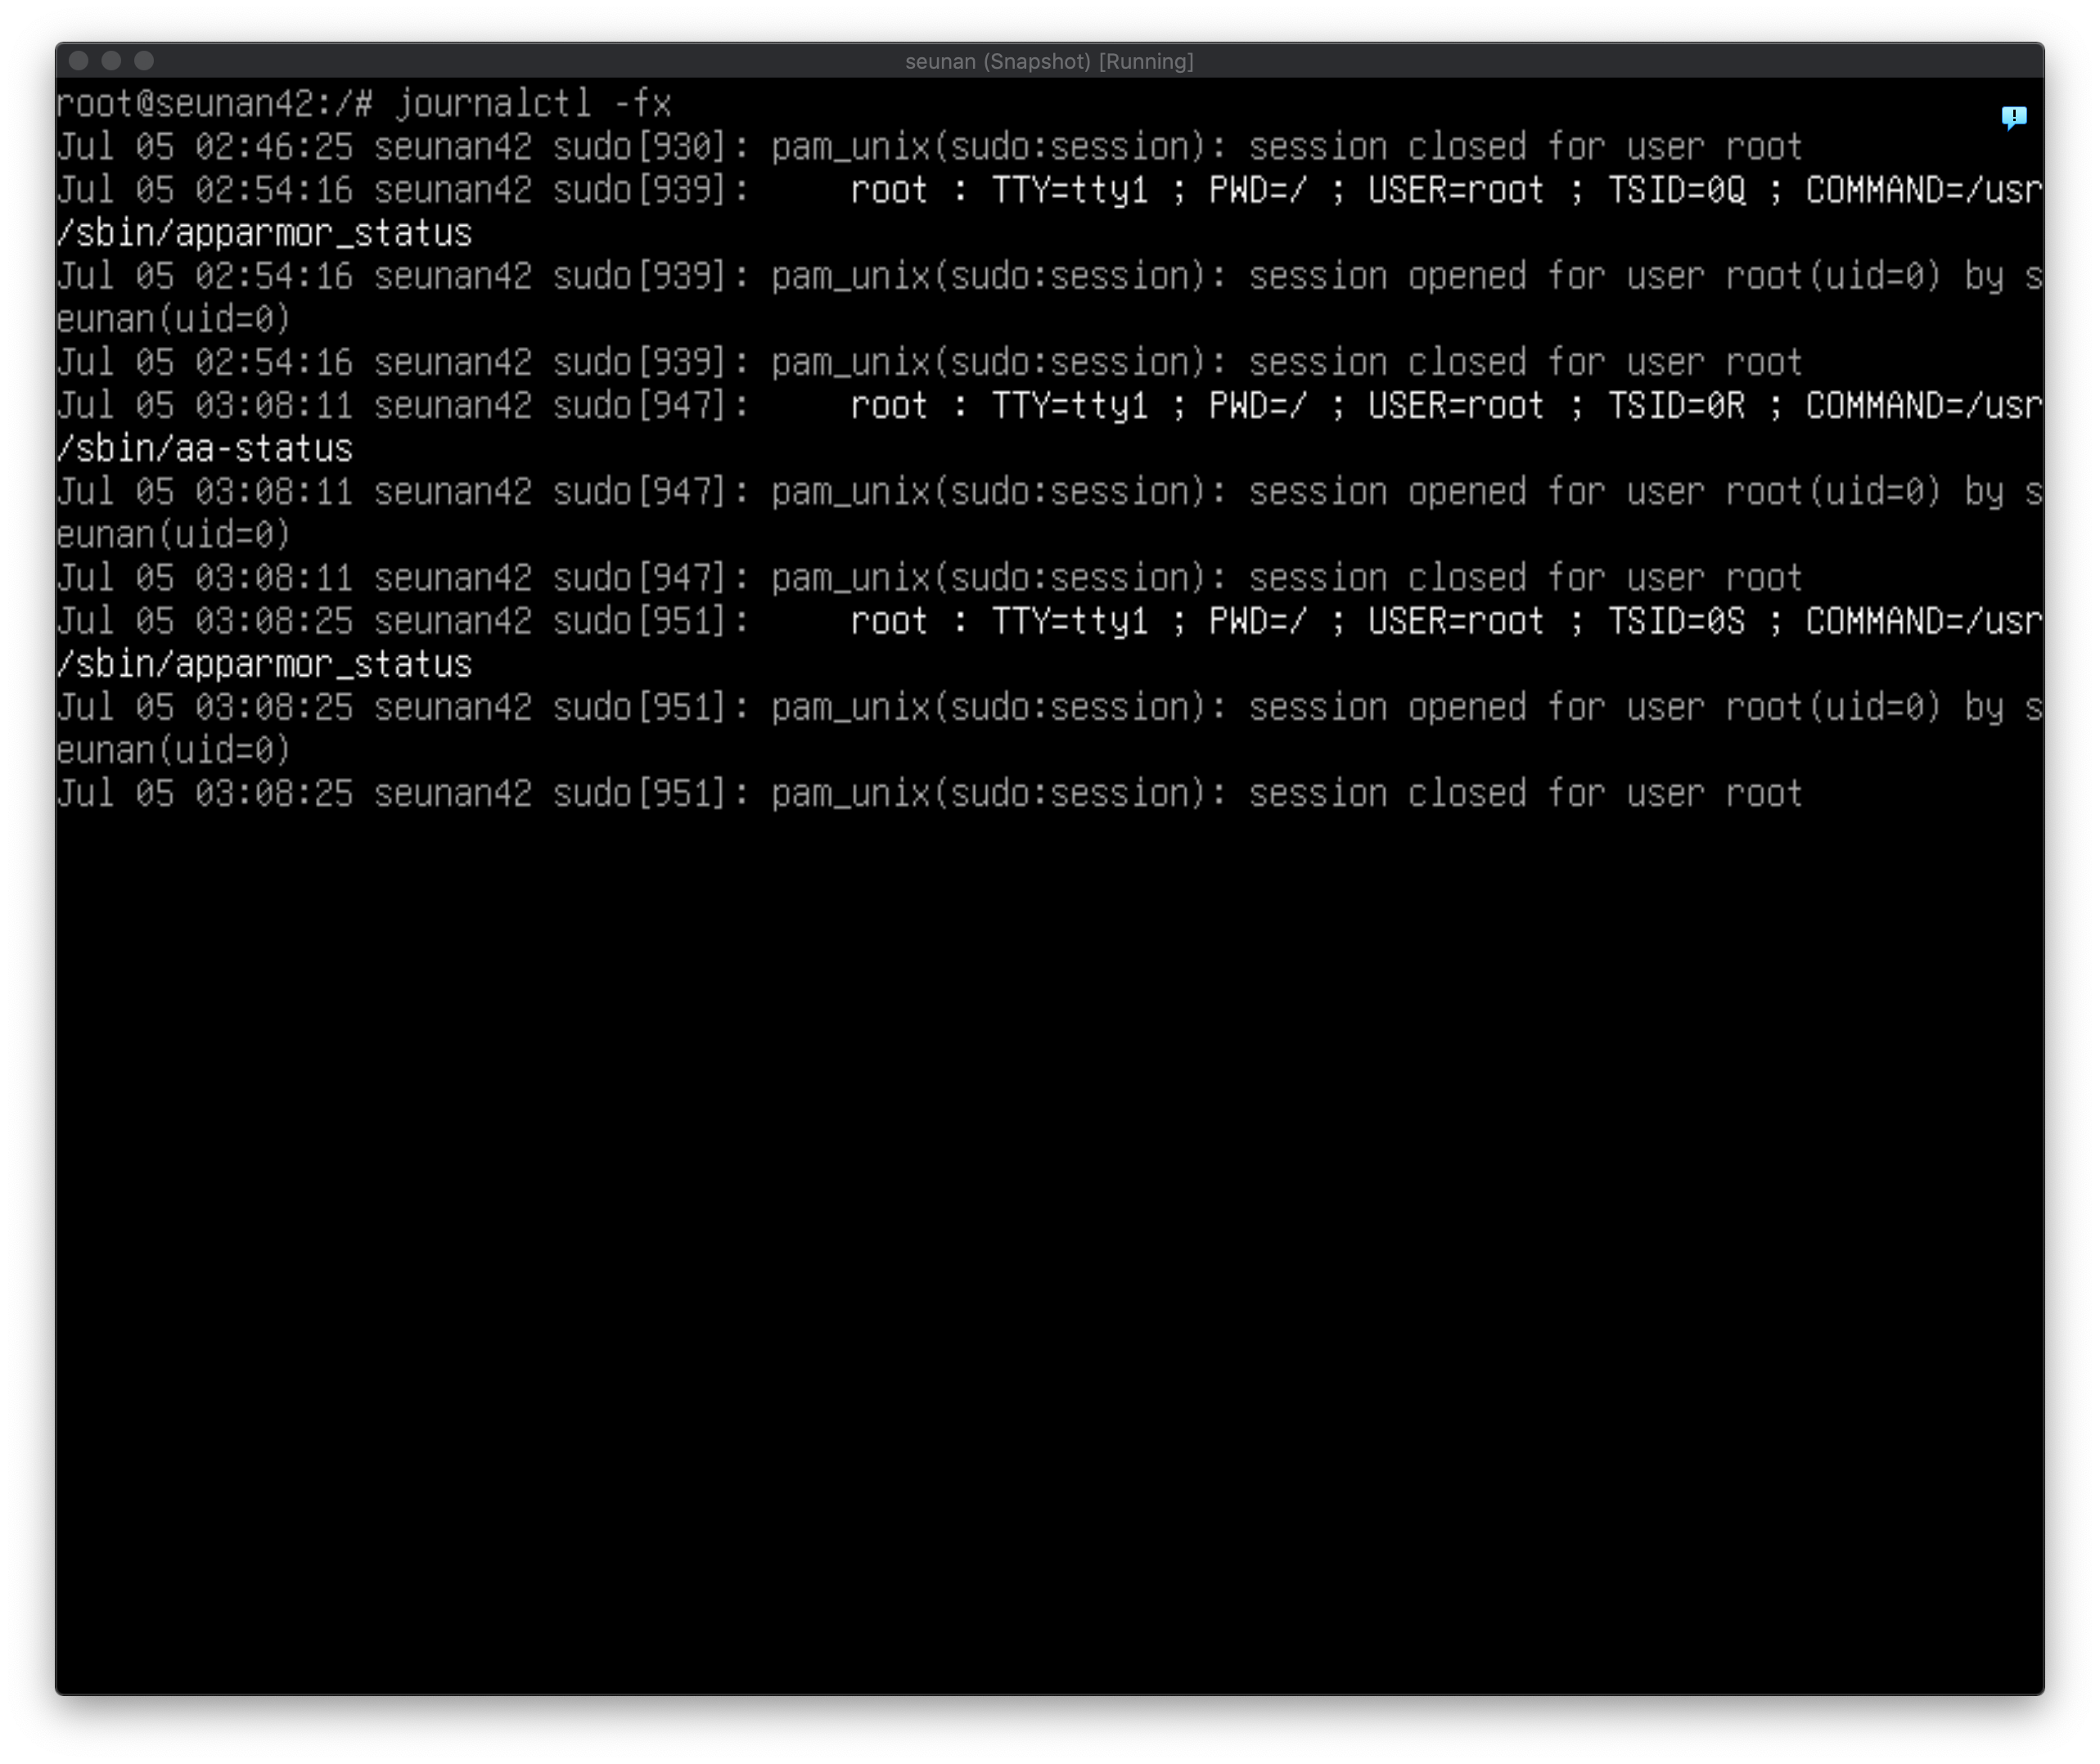 seunan (Snapshot) [Running]
root@seunan42:/# journalctl -fx
Jul 05 02:46:25 seunan42 sudo[930]: pam_unix(sudo:session): session closed for user root
Jul 05 02:54:16 seunan42 sudo[939]:     root : TTY=tty1 ; PWD=/ ; USER=root ; TSID=0Q ; COMMAND=/usr
/sbin/apparmor_status
Jul 05 02:54:16 seunan42 sudo[939]: pam_unix(sudo:session): session opened for user root(uid=0) by s
eunan(uid=0)
Jul 05 02:54:16 seunan42 sudo[939]: pam_unix(sudo:session): session closed for user root
Jul 05 03:08:11 seunan42 sudo[947]:     root : TTY=tty1 ; PWD=/ ; USER=root ; TSID=0R ; COMMAND=/usr
/sbin/aa-status
Jul 05 03:08:11 seunan42 sudo[947]: pam_unix(sudo:session): session opened for user root(uid=0) by s
eunan(uid=0)
Jul 05 03:08:11 seunan42 sudo[947]: pam_unix(sudo:session): session closed for user root
Jul 05 03:08:25 seunan42 sudo[951]:     root : TTY=tty1 ; PWD=/ ; USER=root ; TSID=0S ; COMMAND=/usr
/sbin/apparmor_status
Jul 05 03:08:25 seunan42 sudo[951]: pam_unix(sudo:session): session opened for user root(uid=0) by s
eunan(uid=0)
Jul 05 03:08:25 seunan42 sudo[951]: pam_unix(sudo:session): session closed for user root